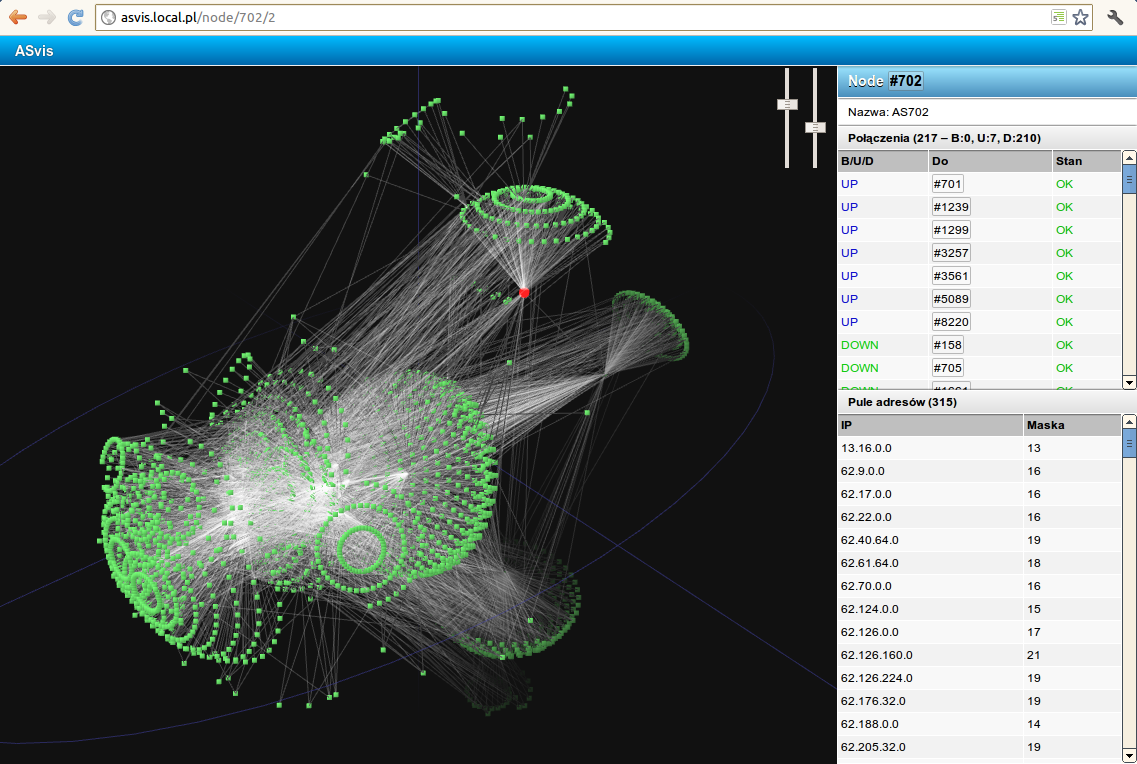 asvis.local.pl/node/702/2
ASvis
Node #702
Nazwa: AS702
Połączenia (217 – B:0, U:7, D:210)
B/U/D Do Stan
UP #701 OK
UP #1239 OK
UP #1299 OK
UP #3257 OK
UP #3561 OK
UP #5089 OK
UP #8220 OK
DOWN #158 OK
DOWN #705 OK
Pule adresów (315)
IP Maska
13.16.0.0 13
62.9.0.0 16
62.17.0.0 16
62.22.0.0 16
62.40.64.0 19
62.61.64.0 18
62.70.0.0 16
62.124.0.0 15
62.126.0.0 17
62.126.160.0 21
62.126.224.0 19
62.176.32.0 19
62.188.0.0 14
62.205.32.0 19